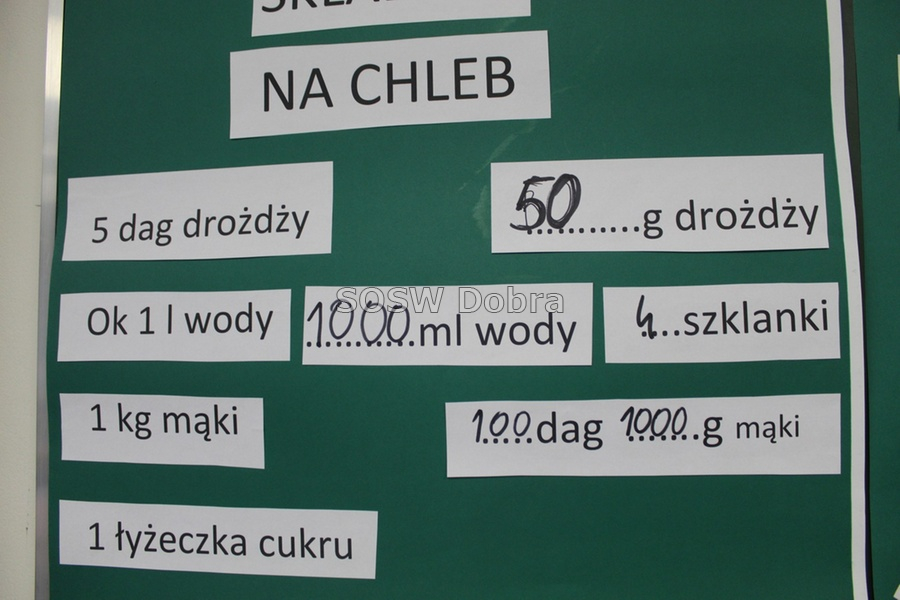 NA CHLEB
5 dag drożdży
50.........g drożdży
Ok 1 l wody
1000.ml wody
4...szklanki
SOSW Dobra
1 kg mąki
100.dag 1000.g mąki
1 łyżeczka cukru